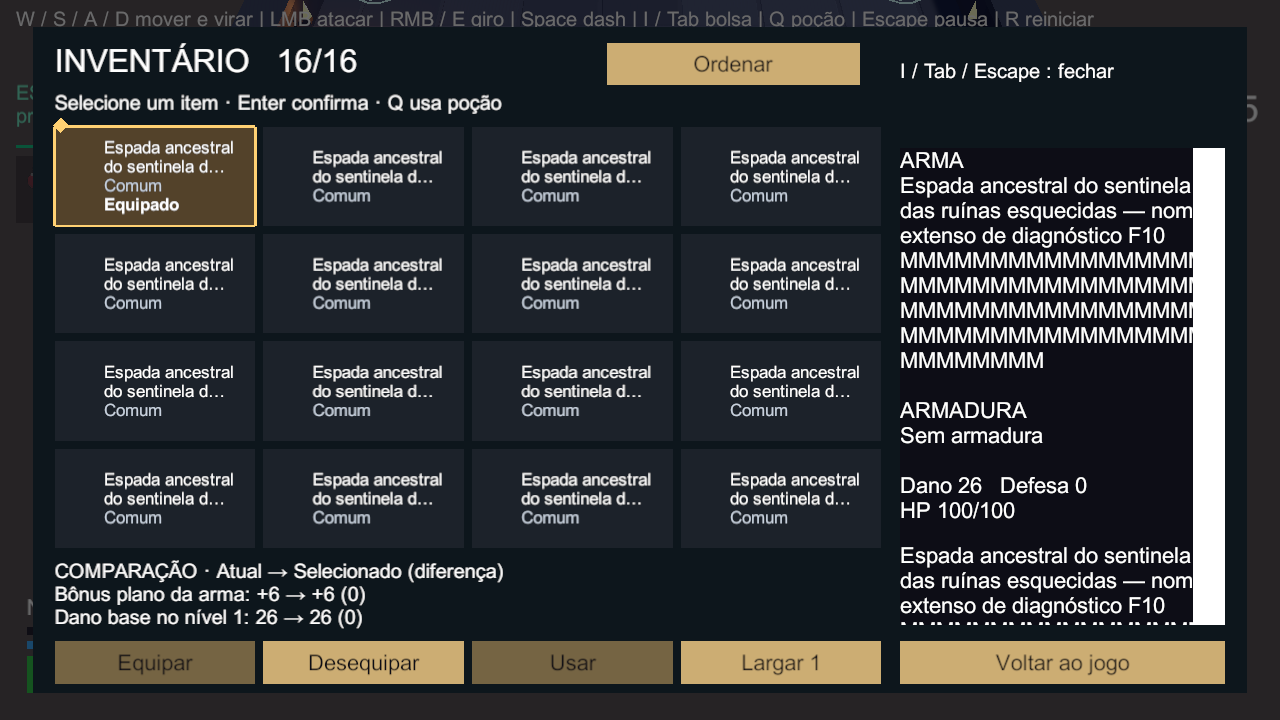 W / S / A / D mover e virar | LMB atacar | RMB / E giro | Space dash | I / Tab bolsa | Q poção | Escape pausa | R reiniciar
INVENTÁRIO 16/16
Ordenar
I / Tab / Escape : fechar
Selecione um item · Enter confirma · Q usa poção
Espada ancestral
do sentinela d…
Comum
Equipado
Espada ancestral
do sentinela d…
Comum
Espada ancestral
do sentinela d…
Comum
Espada ancestral
do sentinela d…
Comum
Espada ancestral
do sentinela d…
Comum
Espada ancestral
do sentinela d…
Comum
Espada ancestral
do sentinela d…
Comum
Espada ancestral
do sentinela d…
Comum
Espada ancestral
do sentinela d…
Comum
Espada ancestral
do sentinela d…
Comum
Espada ancestral
do sentinela d…
Comum
Espada ancestral
do sentinela d…
Comum
Espada ancestral
do sentinela d…
Comum
Espada ancestral
do sentinela d…
Comum
Espada ancestral
do sentinela d…
Comum
Espada ancestral
do sentinela d…
Comum
ARMA
Espada ancestral do sentinela
das ruínas esquecidas — nom
extenso de diagnóstico F10
MMMMMMMMMMMMMMMMM
MMMMMMMMMMMMMMMMM
MMMMMMMMMMMMMMMMM
MMMMMMMMMMMMMMMMM
MMMMMMMM
ARMADURA
Sem armadura
Dano 26 Defesa 0
HP 100/100
Espada ancestral do sentinela
das ruínas esquecidas — nom
extenso de diagnóstico F10
COMPARAÇÃO · Atual → Selecionado (diferença)
Bônus plano da arma: +6 → +6 (0)
Dano base no nível 1: 26 → 26 (0)
Equipar
Desequipar
Usar
Largar 1
Voltar ao jogo